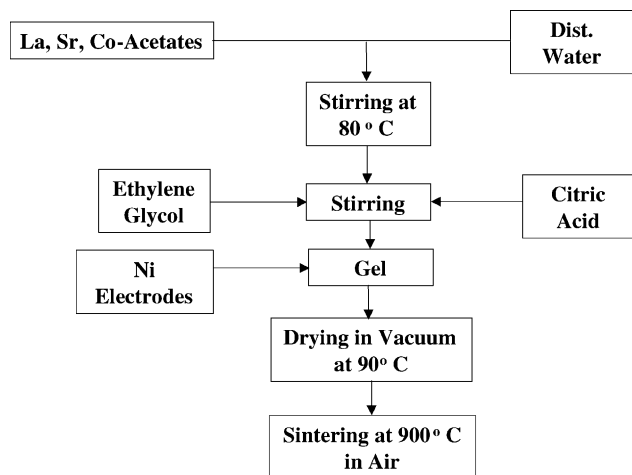 La, Sr, Co-Acetates
Dist.
Water
Stirring at
80 o C
Ethylene
Glycol
Stirring
Citric
Acid
Ni
Electrodes
Gel
Drying in Vacuum
at 90o C
Sintering at 900 o C
in Air